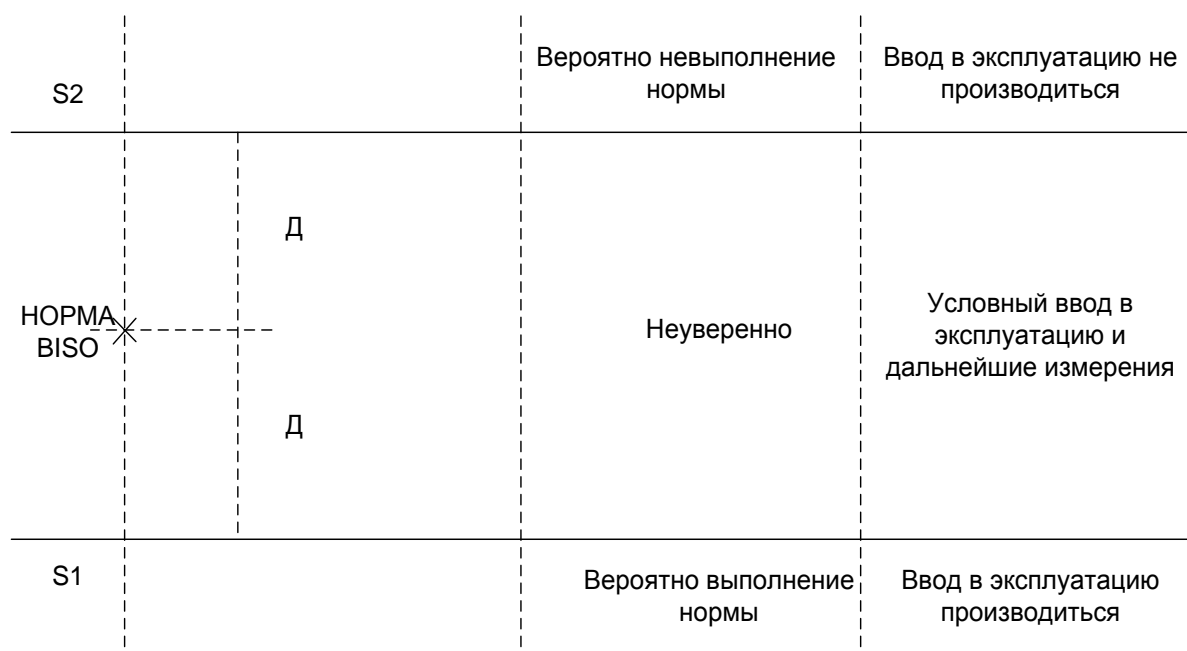 Вероятно невыполнение
нормы
Ввод в эксплуатацию не
производиться
S2
Д
НОРМА
BISO
Неуверенно
Условный ввод в
эксплуатацию и
дальнейшие измерения
Д
S1
Вероятно выполнение
нормы
Ввод в эксплуатацию
производиться